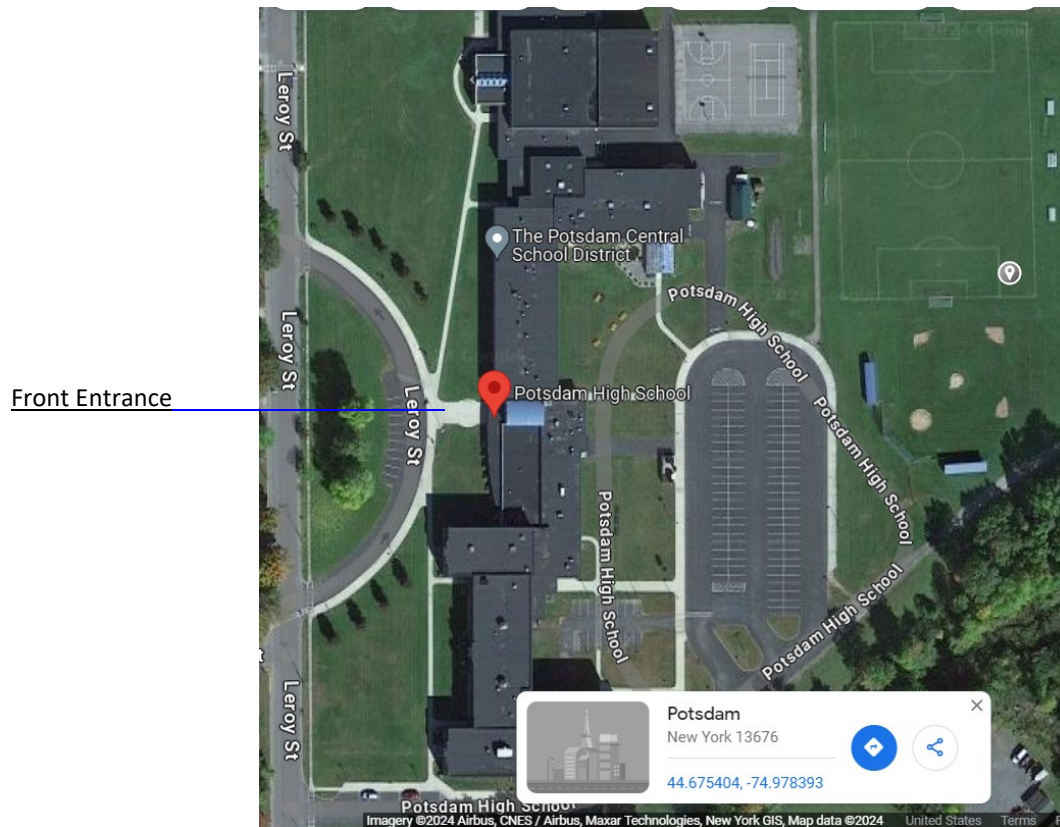 Leroy St
The Potsdam Central
School District
Potsdam High School
Leroy St
Front Entrance
Leroy St
Potsdam High School
Potsdam High School
Potsdam High School
Potsdam High School
Leroy St
Potsdam
New York 13676
44.675404, -74.978393
Potsdam High School
Imagery ©2024 Airbus, CNES / Airbus, Maxar Technologies, New York GIS, Map data ©2024 United States Terms